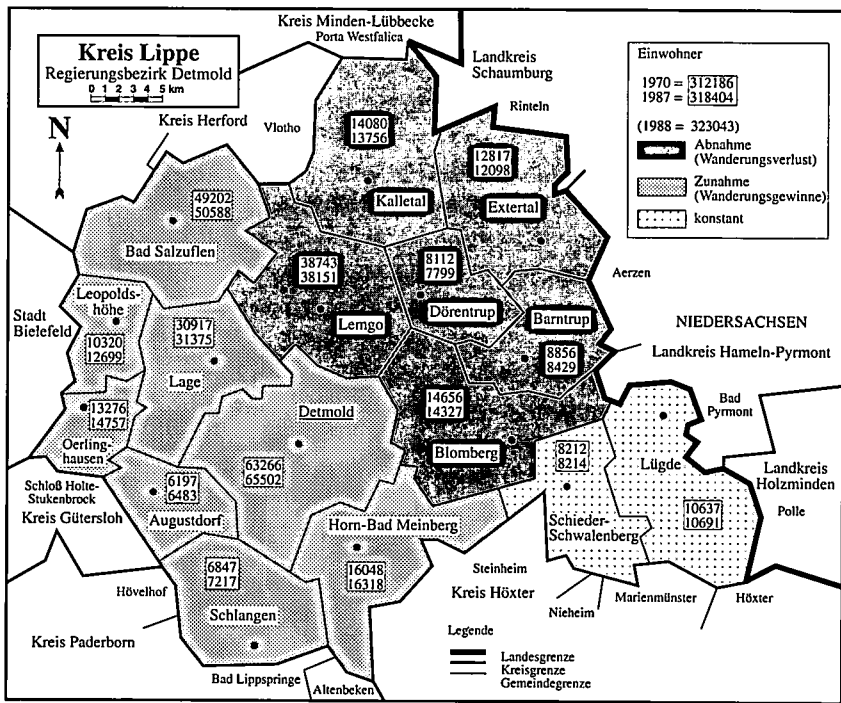 Kreis Minden-Lübbecke
Porta Westfalica
Kreis Lippe
Regierungsbezirk Detmold
0 1 2 3 4 5 km
Landkreis
Schaumburg
Rinteln
Einwohner
1970 = 312186
1987 = 318404
(1988 = 323043)
Abnahme
(Wanderungsverlust)
Zunahme
(Wanderungsgewinne)
konstant
N
Kreis Herford
Vlotho
14080
13756
Kalletal
12817
12098
Extertal
49202
50588
Bad Salzuflen
38743
38151
Lemgo
8112
7799
Dörentrup
Barntrup
8856
8429
Aerzen
NIEDERSACHSEN
Landkreis Hameln-Pyrmont
Stadt
Bielefeld
Leopolds-
höhe
10320
12699
30917
31375
Lage
Detmold
63266
65502
14656
14327
Blomberg
13276
14757
Oerling-
hausen
8212
8214
Schieder-
Schwalenberg
Lügde
10637
10691
Bad
Pyrmont
Landkreis
Holzminden
Polle
Schloß Holte-
Stukenbrock
Kreis Gütersloh
6197
6483
Augustdorf
Horn-Bad Meinberg
16048
16318
6847
7217
Schlangen
Hövelhof
Kreis Paderborn
Bad Lippspringe
Altenbeken
Steinheim
Kreis Höxter
Nieheim
Marienmünster
Höxter
Legende
Landesgrenze
Kreisgrenze
Gemeindegrenze